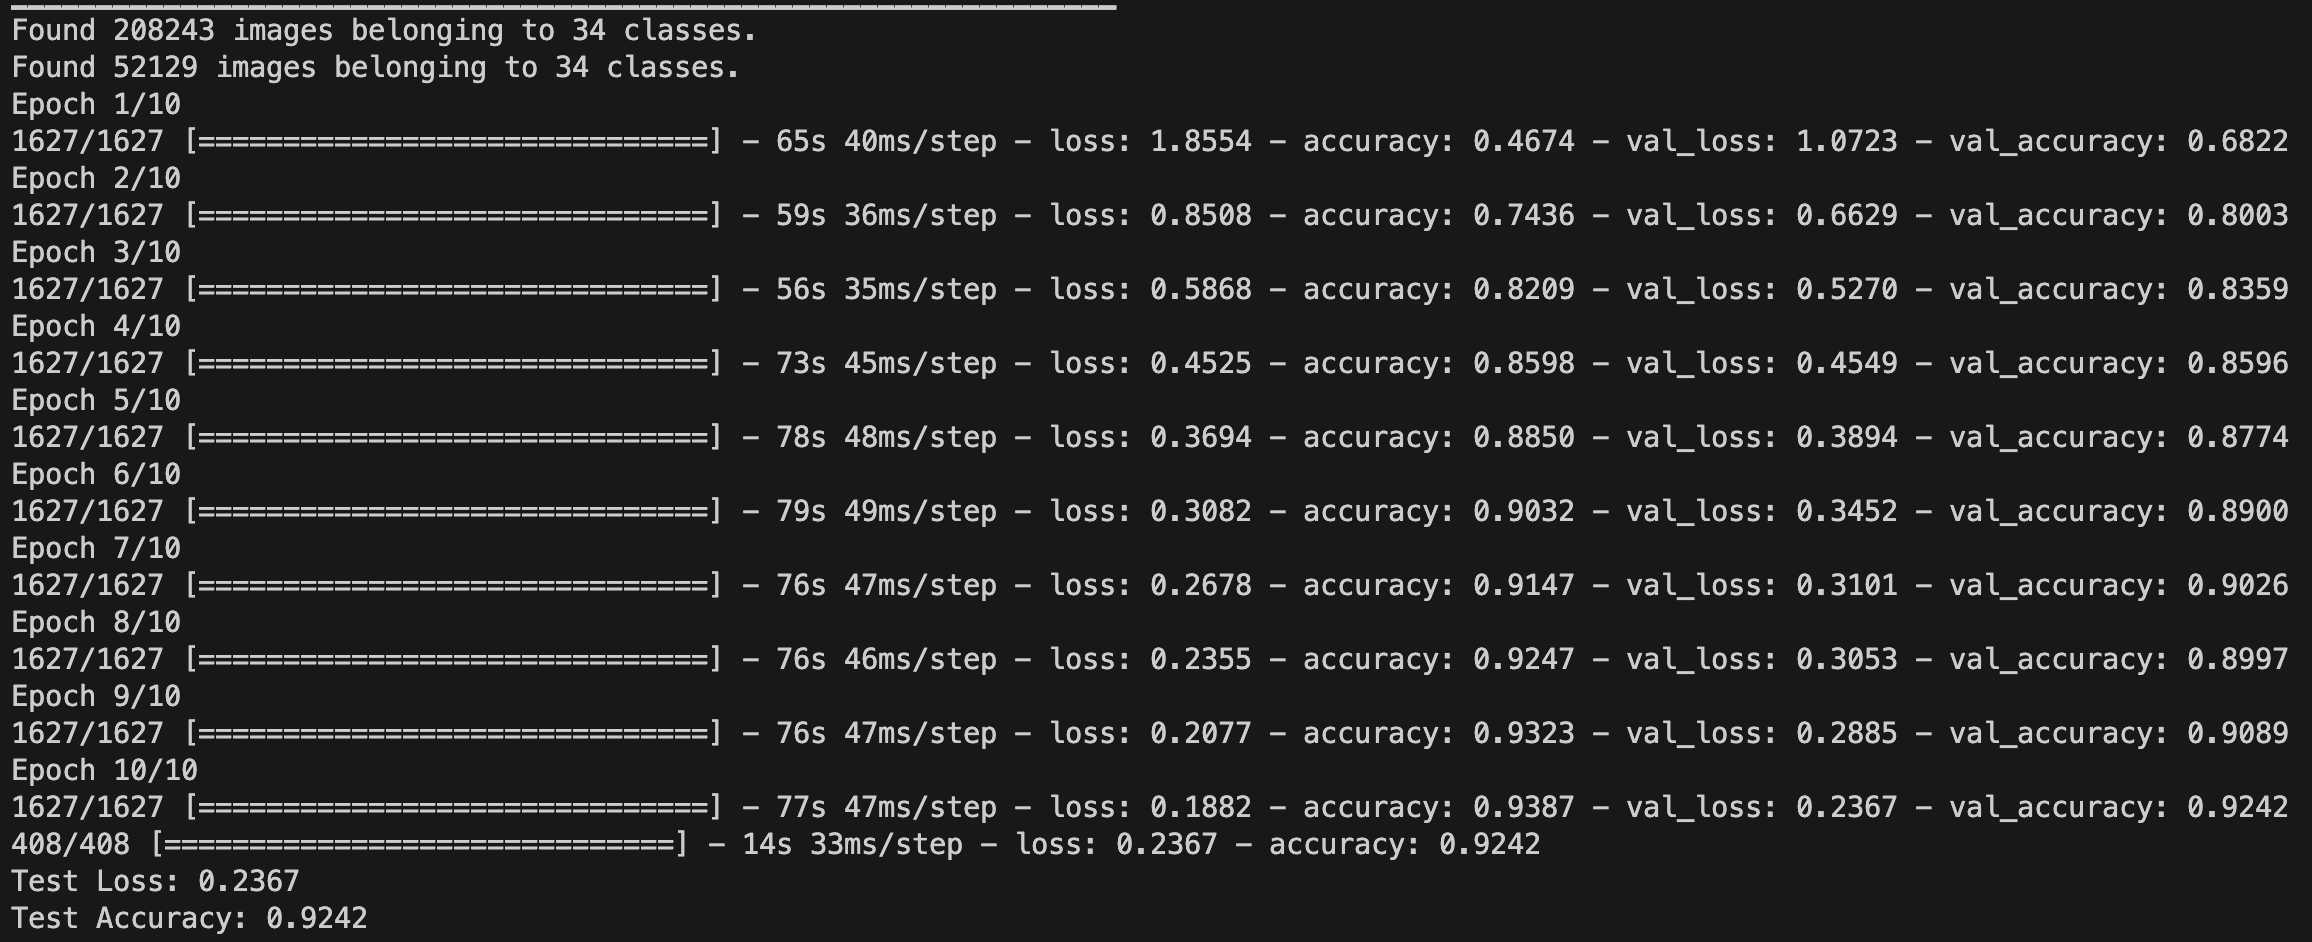 Found 208243 images belonging to 34 classes.
Found 52129 images belonging to 34 classes.
Epoch 1/10
1627/1627 [==============================] - 65s 40ms/step - loss: 1.8554 - accuracy: 0.4674 - val_loss: 1.0723 - val_accuracy: 0.6822
Epoch 2/10
1627/1627 [==============================] - 59s 36ms/step - loss: 0.8508 - accuracy: 0.7436 - val_loss: 0.6629 - val_accuracy: 0.8003
Epoch 3/10
1627/1627 [==============================] - 56s 35ms/step - loss: 0.5868 - accuracy: 0.8209 - val_loss: 0.5270 - val_accuracy: 0.8359
Epoch 4/10
1627/1627 [==============================] - 73s 45ms/step - loss: 0.4525 - accuracy: 0.8598 - val_loss: 0.4549 - val_accuracy: 0.8596
Epoch 5/10
1627/1627 [==============================] - 78s 48ms/step - loss: 0.3694 - accuracy: 0.8850 - val_loss: 0.3894 - val_accuracy: 0.8774
Epoch 6/10
1627/1627 [==============================] - 79s 49ms/step - loss: 0.3082 - accuracy: 0.9032 - val_loss: 0.3452 - val_accuracy: 0.8900
Epoch 7/10
1627/1627 [==============================] - 76s 47ms/step - loss: 0.2678 - accuracy: 0.9147 - val_loss: 0.3101 - val_accuracy: 0.9026
Epoch 8/10
1627/1627 [==============================] - 76s 46ms/step - loss: 0.2355 - accuracy: 0.9247 - val_loss: 0.3053 - val_accuracy: 0.8997
Epoch 9/10
1627/1627 [==============================] - 76s 47ms/step - loss: 0.2077 - accuracy: 0.9323 - val_loss: 0.2885 - val_accuracy: 0.9089
Epoch 10/10
1627/1627 [==============================] - 77s 47ms/step - loss: 0.1882 - accuracy: 0.9387 - val_loss: 0.2367 - val_accuracy: 0.9242
408/408 [==============================] - 14s 33ms/step - loss: 0.2367 - accuracy: 0.9242
Test Loss: 0.2367
Test Accuracy: 0.9242